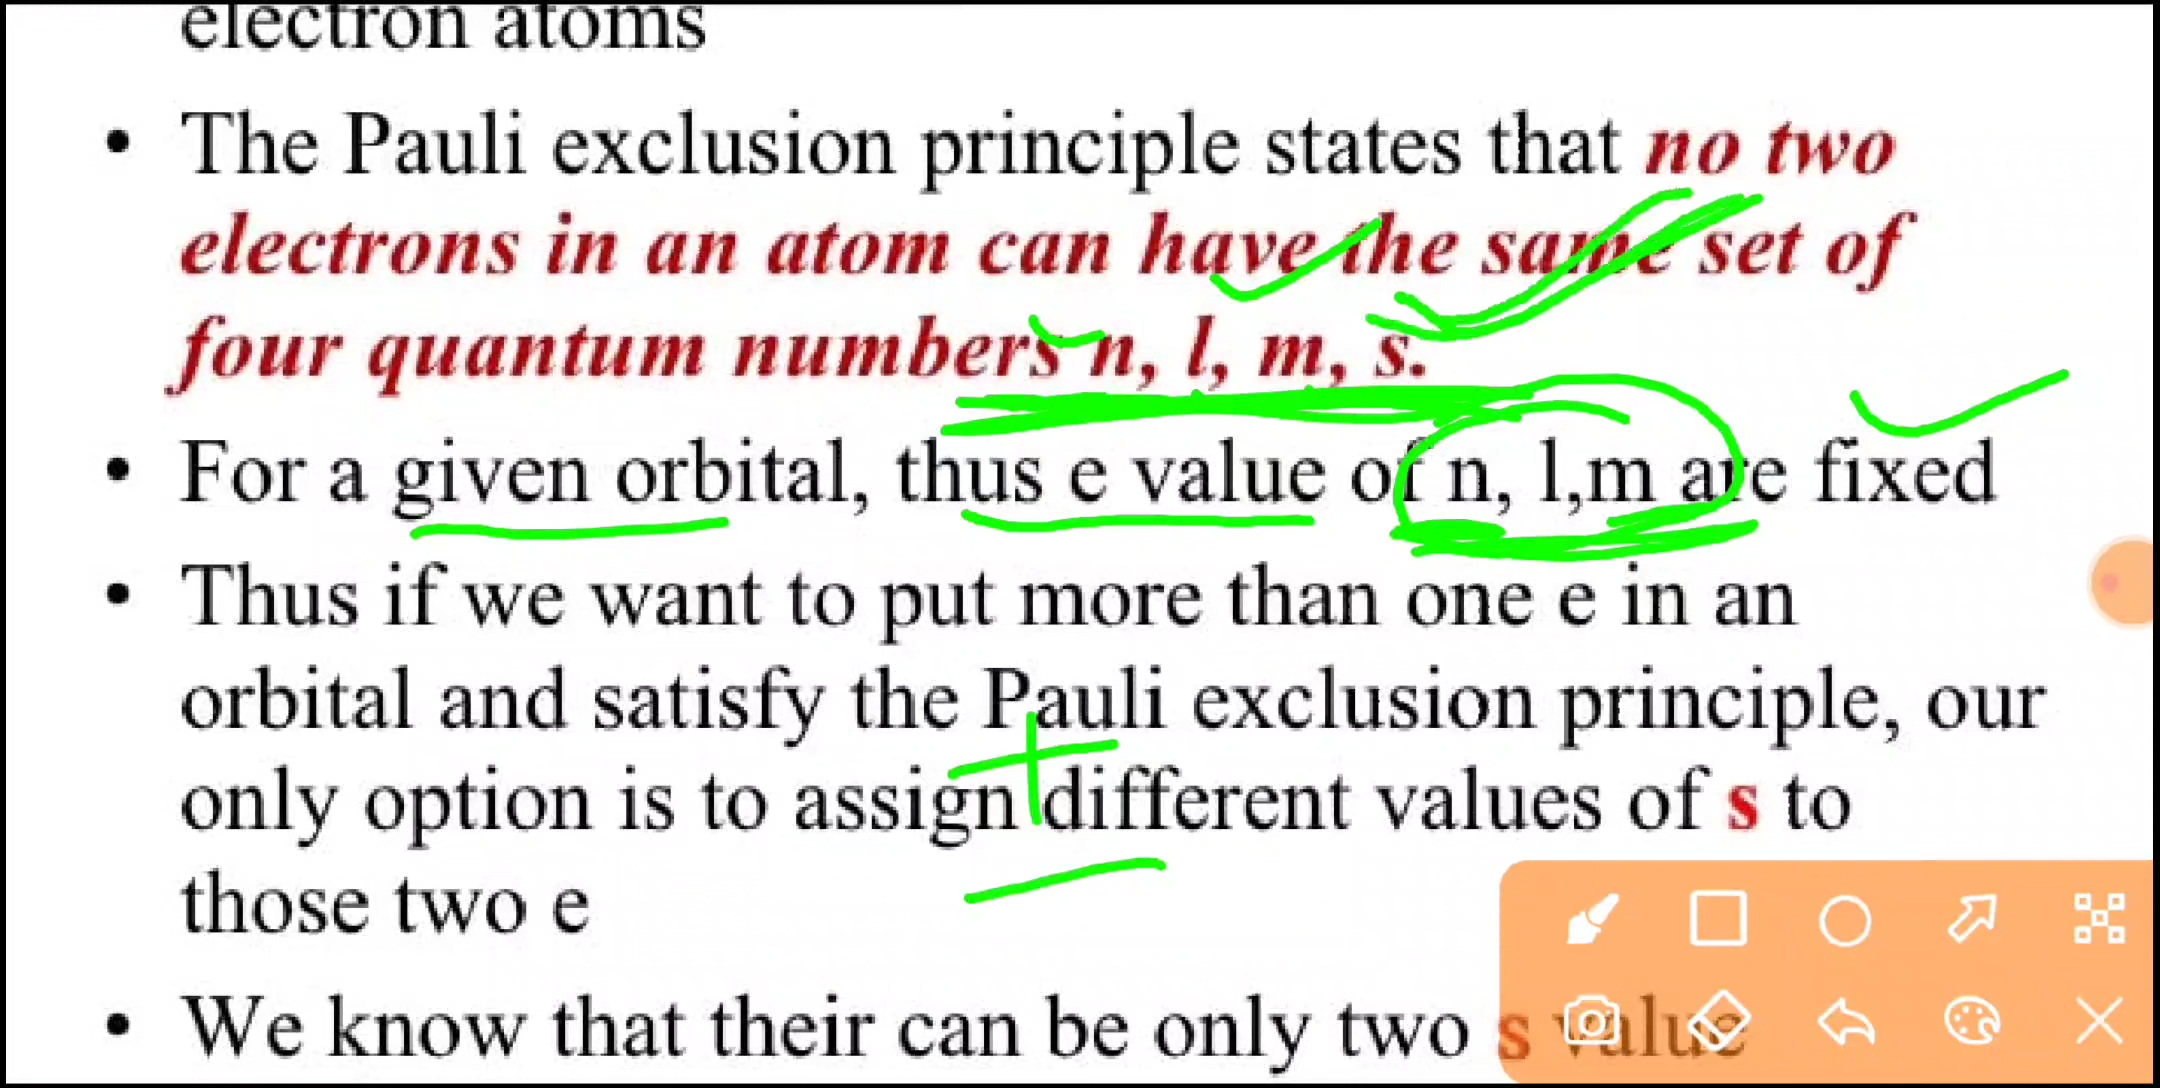 electron atoms
• The Pauli exclusion principle states that no two
electrons in an atom can have the same set of
four quantum numbers n, l, m, s.
• For a given orbital, thus e value of n, l,m are fixed
• Thus if we want to put more than one e in an
orbital and satisfy the Pauli exclusion principle, our
only option is to assign different values of s to
those two e
• We know that their can be only two s value